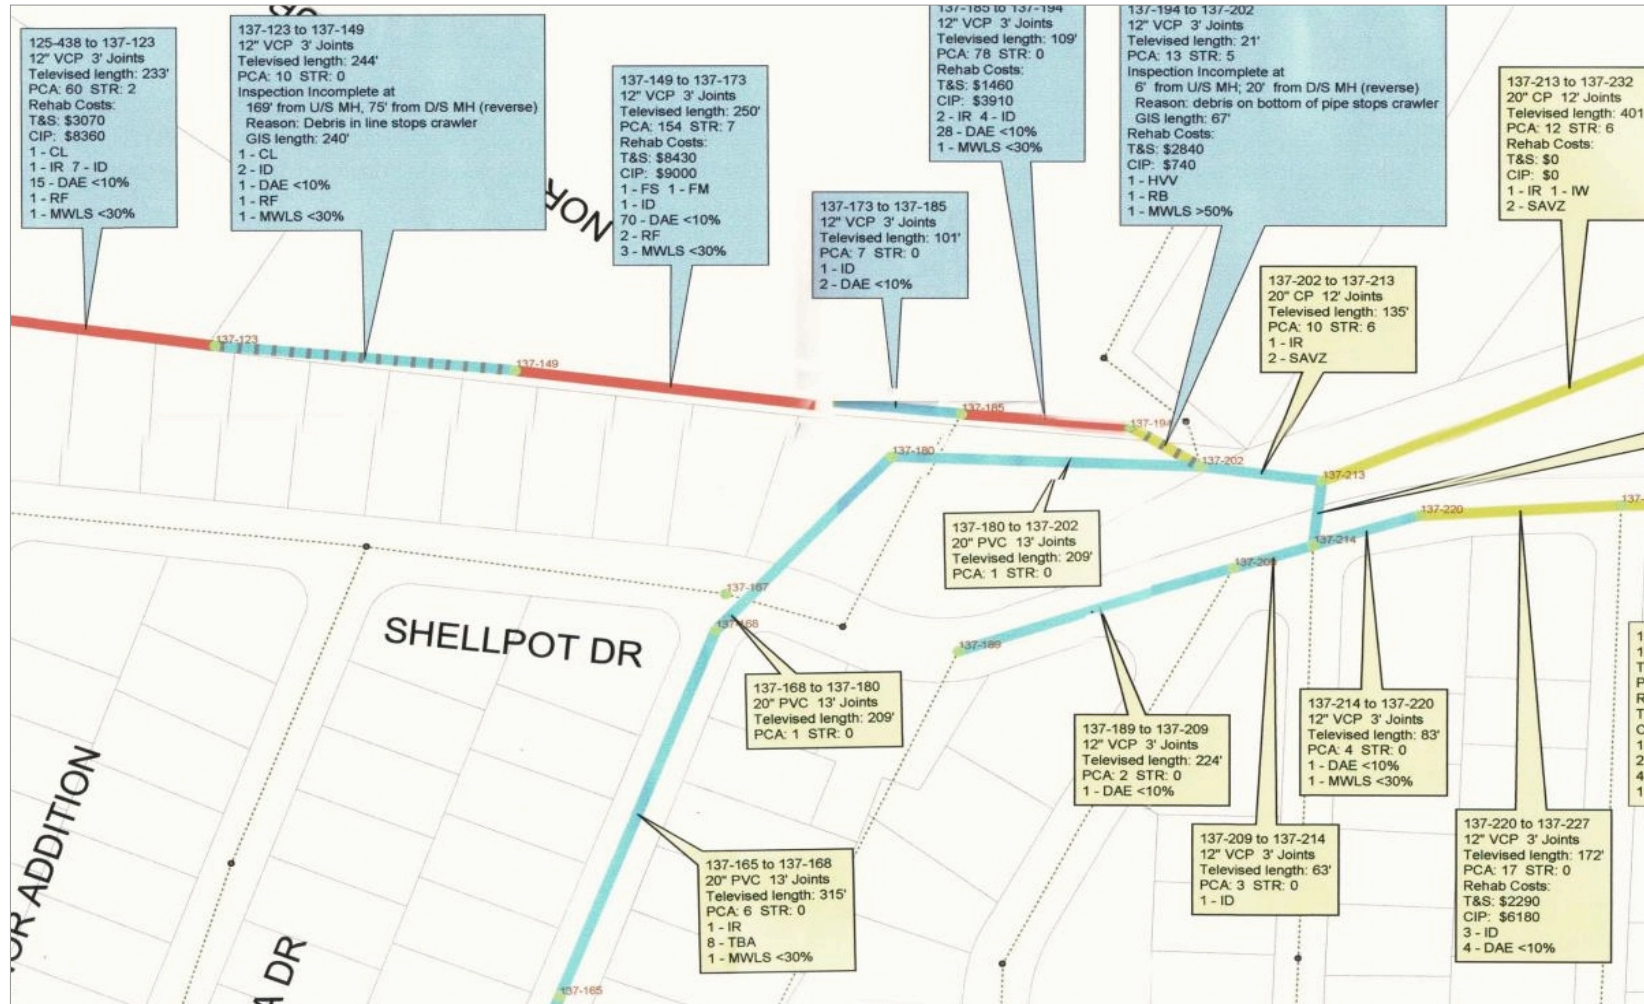 125-438 to 137-123
12" VCP 3' Joints
Televised length: 233'
PCA: 60 STR: 2
Rehab Costs:
T&S: $3070
CIP: $8360
1 - CL
1 - IR 7 - ID
15 - DAE <10%
1 - RF
1 - MWLS <30%
137-123 to 137-149
12" VCP 3' Joints
Televised length: 244'
PCA: 10 STR: 0
Inspection Incomplete at
169' from U/S MH, 75' from D/S MH (reverse)
Reason: Debris in line stops crawler
GIS length: 240'
1 - CL
2 - ID
1 - DAE <10%
1 - RF
1 - MWLS <30%
137-149 to 137-173
12" VCP 3' Joints
Televised length: 250'
PCA: 154 STR: 7
Rehab Costs:
T&S: $8430
CIP: $9000
1 - FS 1 - FM
1 - ID
70 - DAE <10%
2 - RF
3 - MWLS <30%
137-173 to 137-185
12" VCP 3' Joints
Televised length: 101'
PCA: 7 STR: 0
1 - ID
2 - DAE <10%
137-185 to 137-194
12" VCP 3' Joints
Televised length: 109'
PCA: 78 STR: 0
Rehab Costs:
T&S: $1460
CIP: $3910
2 - IR 4 - ID
28 - DAE <10%
1 - MWLS <30%
137-194 to 137-202
12" VCP 3' Joints
Televised length: 21'
PCA: 13 STR: 5
Inspection Incomplete at
6' from U/S MH; 20' from D/S MH (reverse)
Reason: debris on bottom of pipe stops crawler
GIS length: 67'
Rehab Costs:
T&S: $2840
CIP: $740
1 - HVV
1 - RB
1 - MWLS >50%
137-213 to 137-232
20" CP 12' Joints
Televised length: 401
PCA: 12 STR: 6
Rehab Costs:
T&S: $0
CIP: $0
1 - IR 1 - IW
2 - SAVZ
137-202 to 137-213
20" CP 12' Joints
Televised length: 135'
PCA: 10 STR: 6
1 - IR
2 - SAVZ
NOR
137-123
137-149
137-185
137-194
137-180
137-202
137-213
137-220
137-214
137-209
137-189
137-167
137-168
137-165
137-180 to 137-202
20" PVC 13' Joints
Televised length: 209'
PCA: 1 STR: 0
SHELLPOT DR
137-168 to 137-180
20" PVC 13' Joints
Televised length: 209'
PCA: 1 STR: 0
137-189 to 137-209
12" VCP 3' Joints
Televised length: 224'
PCA: 2 STR: 0
1 - DAE <10%
137-214 to 137-220
12" VCP 3' Joints
Televised length: 83'
PCA: 4 STR: 0
1 - DAE <10%
1 - MWLS <30%
137-209 to 137-214
12" VCP 3' Joints
Televised length: 63'
PCA: 3 STR: 0
1 - ID
137-220 to 137-227
12" VCP 3' Joints
Televised length: 172'
PCA: 17 STR: 0
Rehab Costs:
T&S: $2290
CIP: $6180
3 - ID
4 - DAE <10%
137-165 to 137-168
20" PVC 13' Joints
Televised length: 315'
PCA: 6 STR: 0
1 - IR
8 - TBA
1 - MWLS <30%
OR ADDITION
A DR